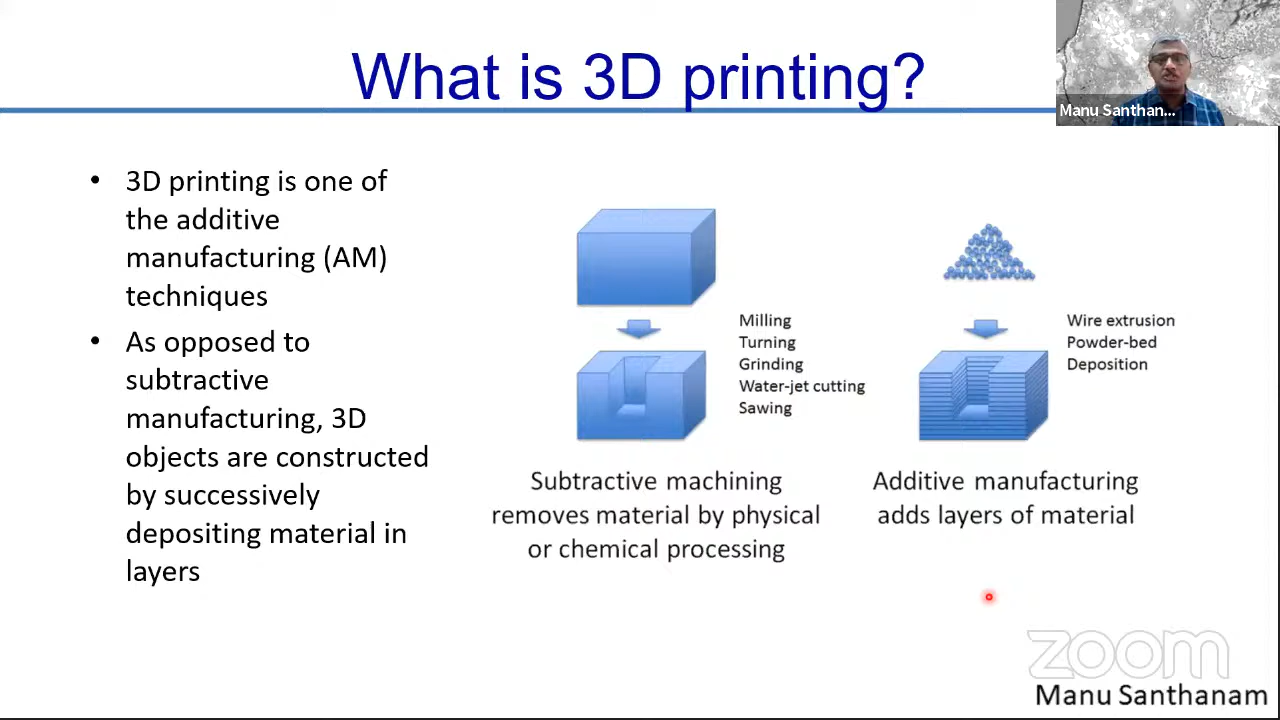 What is 3D printing?
Manu Santhan...
• 3D printing is one of
the additive
manufacturing (AM)
techniques
• As opposed to
subtractive
manufacturing, 3D
objects are constructed
by successively
depositing material in
layers
Milling
Turning
Grinding
Water-jet cutting
Sawing
Subtractive machining
removes material by physical
or chemical processing
Wire extrusion
Powder-bed
Deposition
Additive manufacturing
adds layers of material
zoom
Manu Santhanam